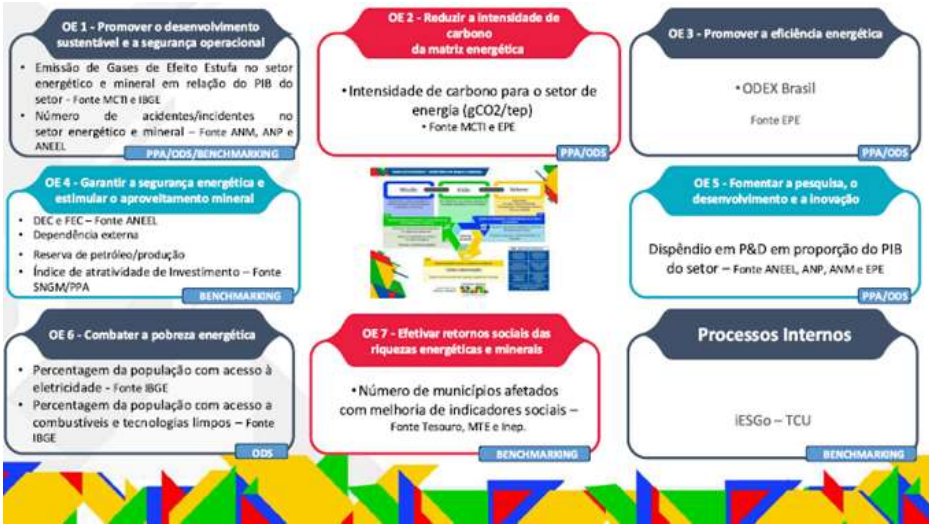 OE 1 - Promover o desenvolvimento
sustentável e a segurança operacional
• Emissão de Gases de Efeito Estufa no setor
energético e mineral em relação do PIB do
setor - Fonte MCTI e IBGE
• Número de acidentes/incidentes no
setor energético e mineral – Fonte ANM, ANP e
ANEEL
PPA/ODS/BENCHMARKING
OE 2 - Reduzir a intensidade de
carbono
da matriz energética
• Intensidade de carbono para o setor de
energia (gCO2/tep)
• Fonte MCTI e EPE
PPA/ODS
OE 3 - Promover a eficiência energética
• ODEX Brasil
Fonte EPE
PPA/ODS
OE 4 - Garantir a segurança energética e
estimular o aproveitamento mineral
• DEC e FEC – Fonte ANEEL
• Dependência externa
• Reserva de petróleo/produção
• Índice de atratividade de Investimento – Fonte
SNGM/PPA
BENCHMARKING
OE 5 - Fomentar a pesquisa, o
desenvolvimento e a inovação
Dispêndio em P&D em proporção do PIB
do setor – Fonte ANEEL, ANP, ANM e EPE
PPA/ODS
OE 6 - Combater a pobreza energética
• Percentagem da população com acesso à
eletricidade - Fonte IBGE
• Percentagem da população com acesso a
combustíveis e tecnologias limpos – Fonte
IBGE
ODS
OE 7 - Efetivar retornos sociais das
riquezas energéticas e minerais
• Número de municípios afetados
com melhoria de indicadores sociais –
Fonte Tesouro, MTE e Inep.
BENCHMARKING
Processos Internos
iESGo – TCU
BENCHMARKING